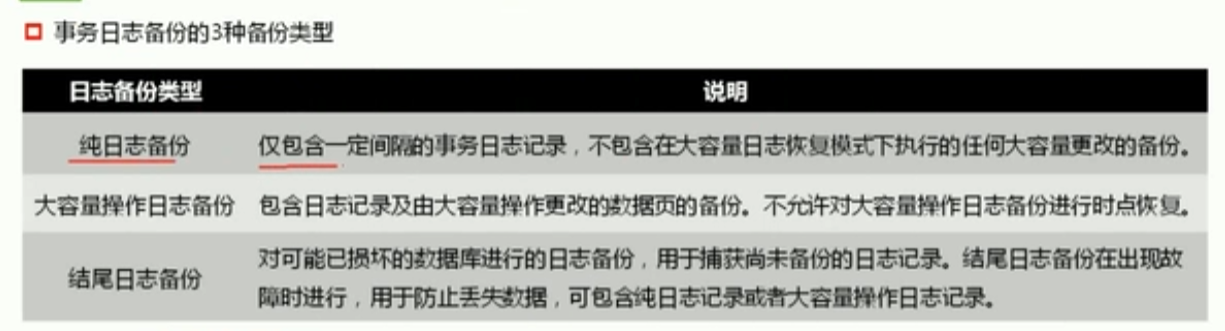 事务日志备份的3种备份类型
日志备份类型 说明
纯日志备份 仅包含一定间隔的事务日志记录，不包含在大容量日志恢复模式下执行的任何大容量更改的备份。
大容量操作日志备份 包含日志记录及由大容量操作更改的数据页的备份。不允许对大容量操作日志备份进行时点恢复。
结尾日志备份 对可能已损坏的数据库进行的日志备份，用于捕获尚未备份的日志记录。结尾日志备份在出现故
障时进行，用于防止丢失数据，可包含纯日志记录或者大容量操作日志记录。